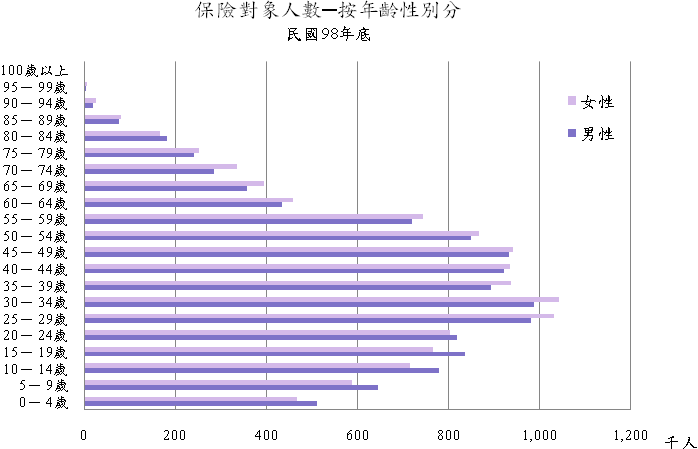 保險對象人數─按年齡性別分
民國98年底
100歲以上
95－99歲
90－94歲
85－89歲
80－84歲
75－79歲
70－74歲
65－69歲
60－64歲
55－59歲
50－54歲
45－49歲
40－44歲
35－39歲
30－34歲
25－29歲
20－24歲
15－19歲
10－14歲
5－9歲
0－4歲
女性
男性
0 200 400 600 800 1,000 1,200
千人